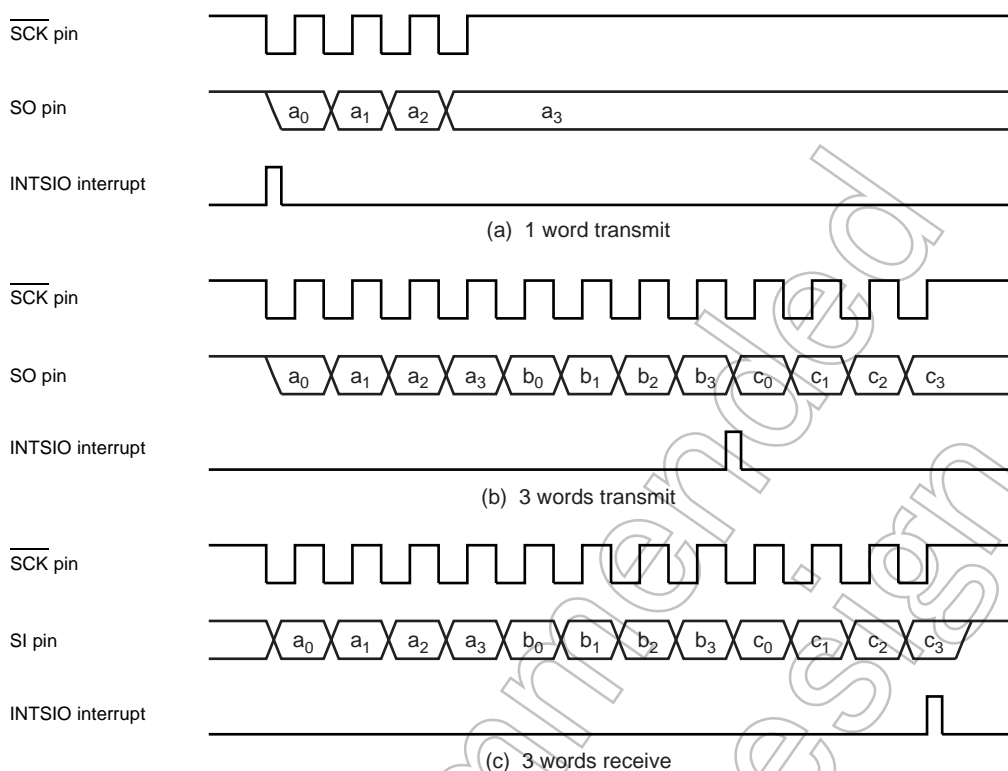 SCK pin
SO pin
a0 a1 a2 a3
INTSIO interrupt
(a) 1 word transmit
SCK pin
SO pin
a0 a1 a2 a3 b0 b1 b2 b3 c0 c1 c2 c3
INTSIO interrupt
(b) 3 words transmit
SCK pin
SI pin
a0 a1 a2 a3 b0 b1 b2 b3 c0 c1 c2 c3
INTSIO interrupt
(c) 3 words receive